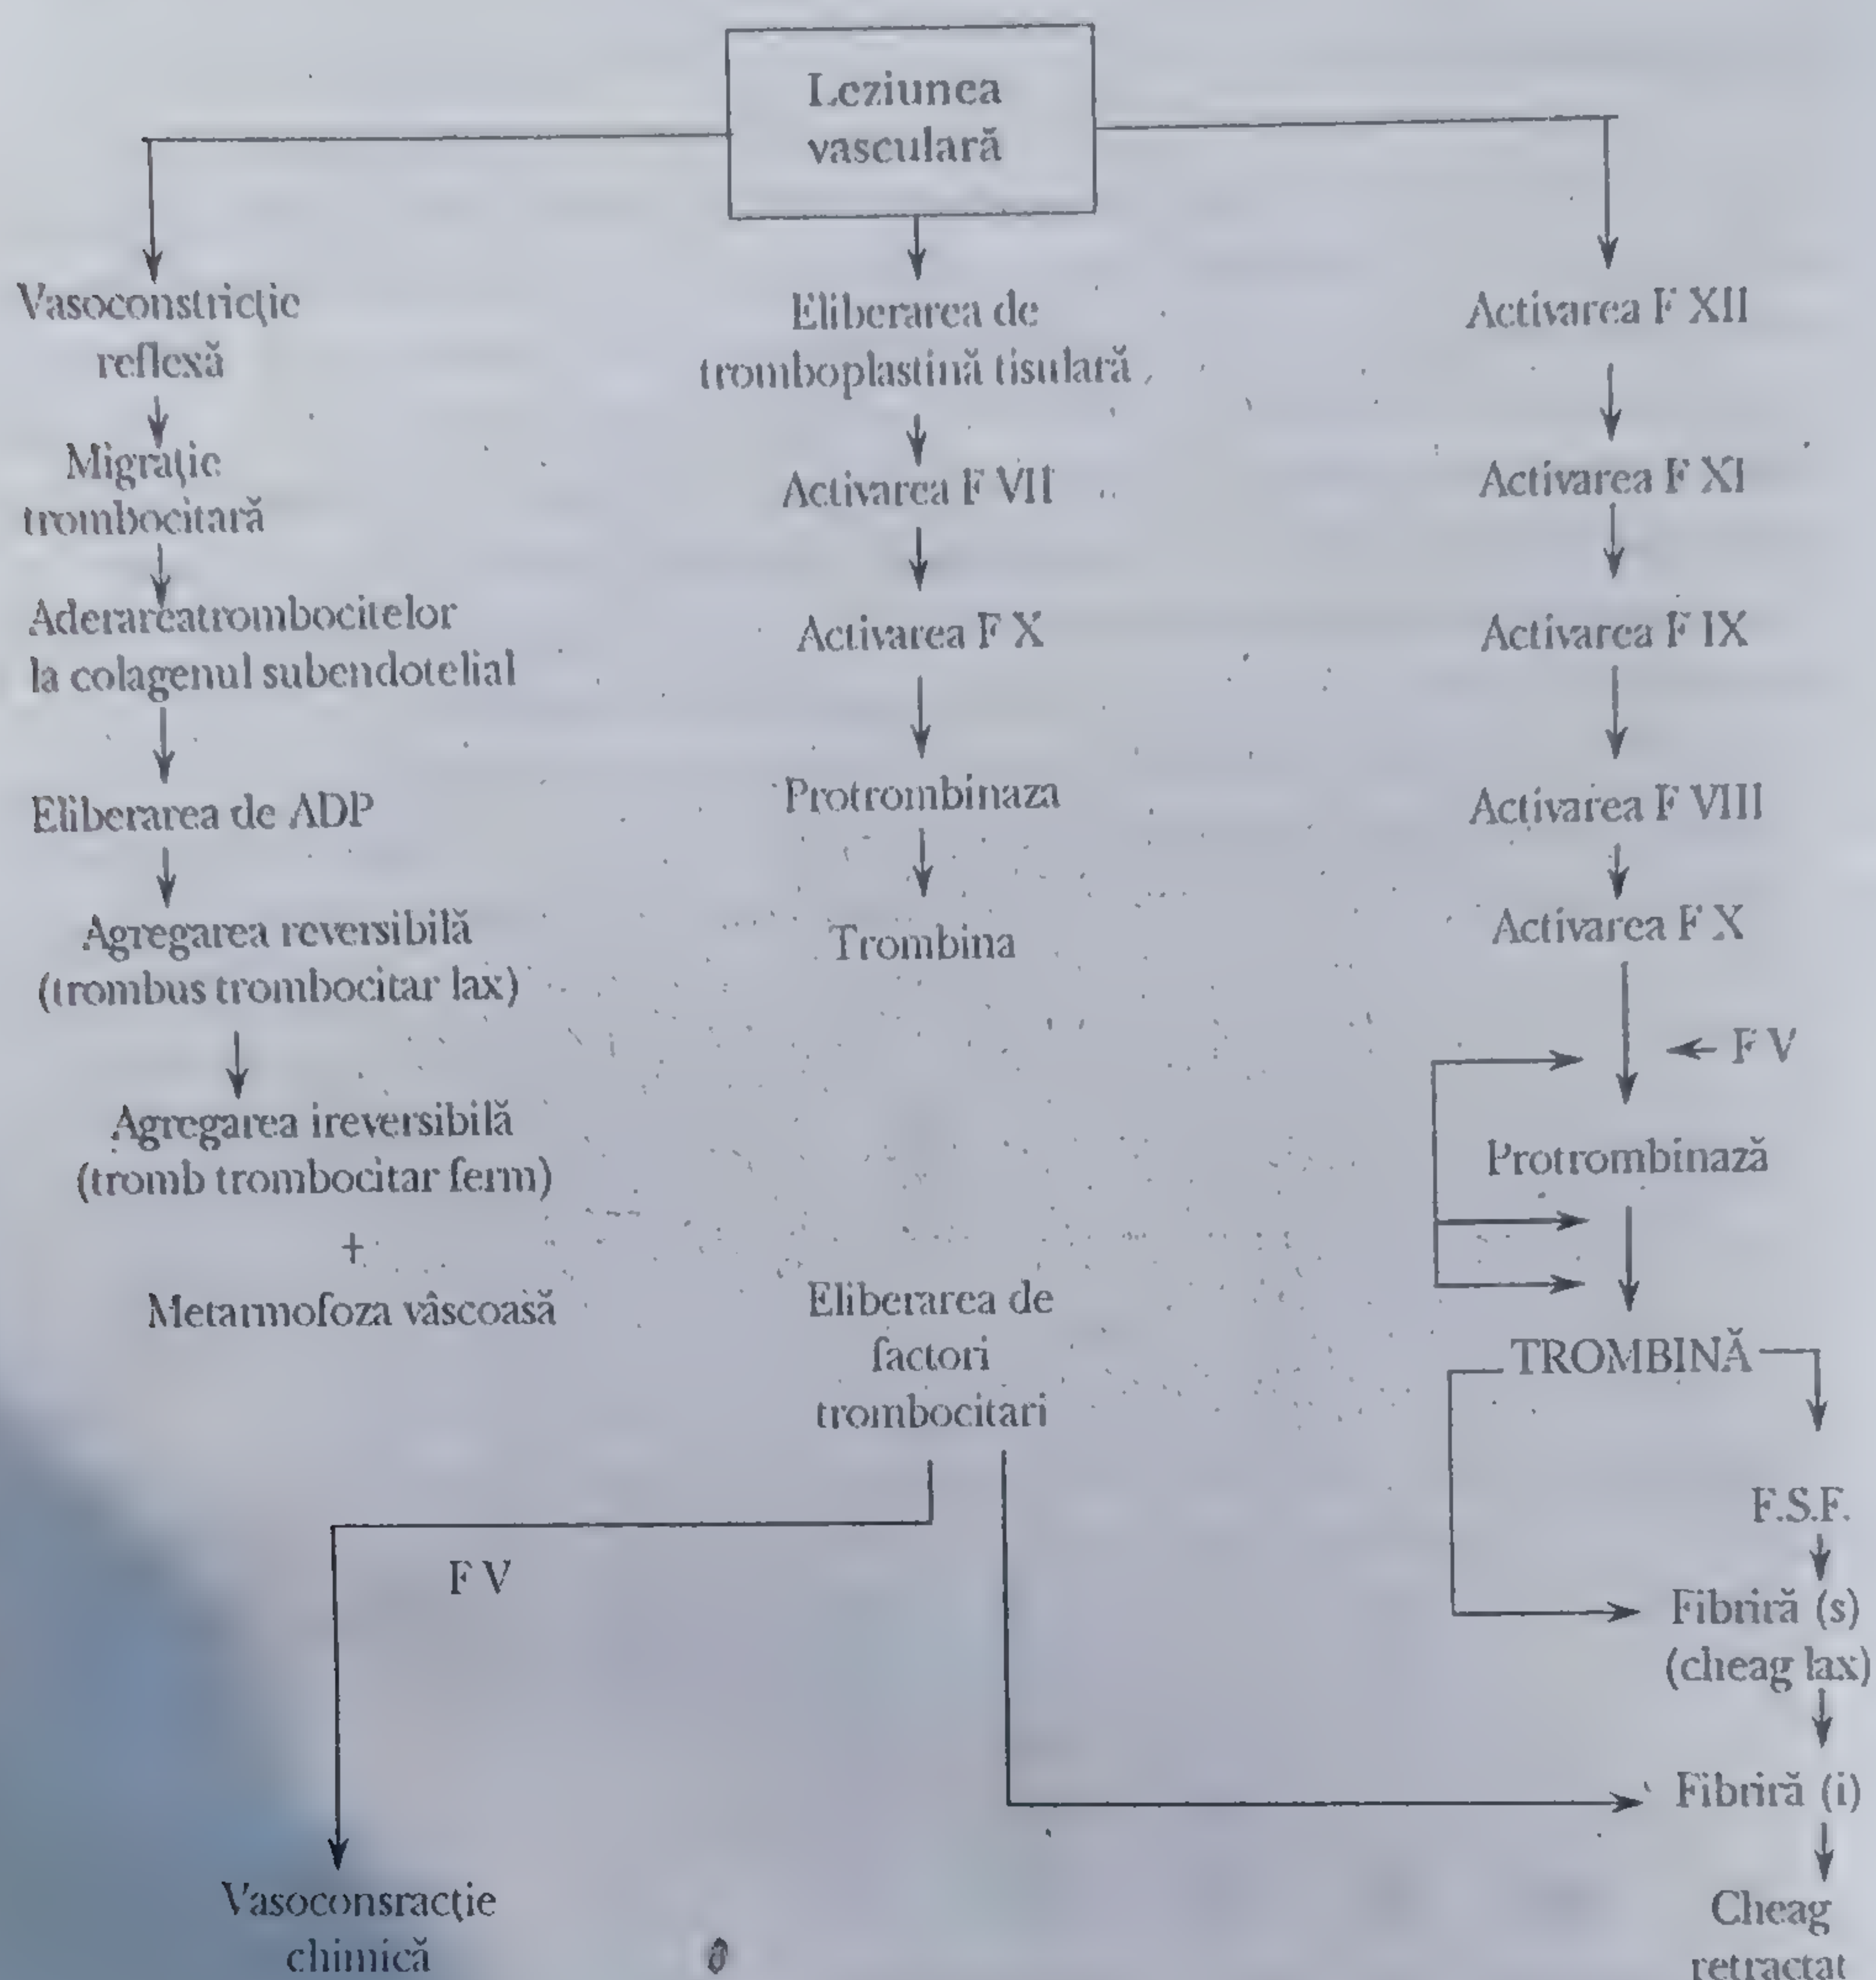 Leziunea
vasculară
Vasoconstricție
reflexă
Migrație
trombocitară
Aderareatrombocitelor
la colagenul subendotelial
Eliberarea de ADP
Agregarea reversibilă
(trombus trombocitar lax)
Agregarea ireversibilă
(tromb trombocitar ferm)
+
Metarmofoza vâscoasă
Eliberarea de
tromboplastină tisulară
Activarea F VII
Activarea F X
Protrombinaza
Trombina
Eliberarea de
factori
trombocitari
F V
Vasoconsracție
chimică
Activarea F XII
Activarea F XI
Activarea F IX
Activarea F VIII
Activarea F X
F V
Protrombinază
TROMBINĂ
F.S.F.
Fibriră (s)
(cheag lax)
Fibriră (i)
Cheag
retractat